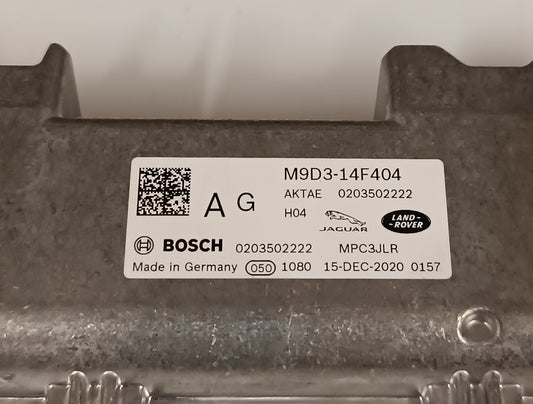 M9D3-14F404
A G AKTAE 0203502222
H04 JAGUAR LAND-ROVER
BOSCH 0203502222 MPC3JLR
Made in Germany 050 1080 15-DEC-2020 0157